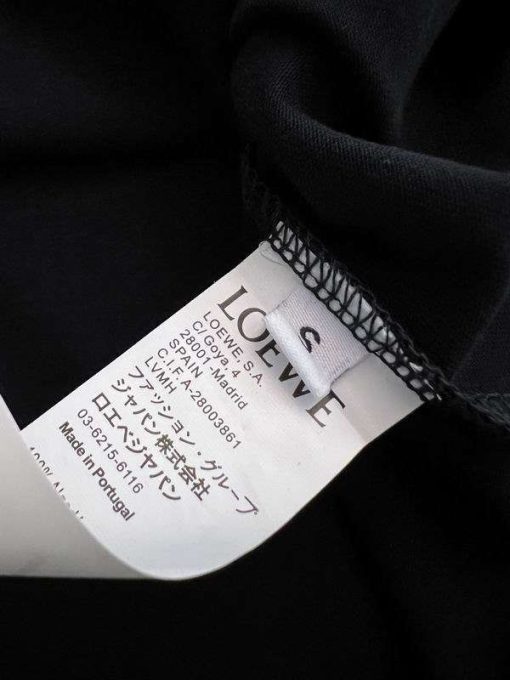 LOEWE
S
LOEWE, S.A.
C/ Goya, 4
28001-Madrid
SPAIN
C.I.F.A-28003861
LVMH
ファッション・グループ
ジャパン株式会社
ロエベジャパン
03-6215-6116
Made in Portugal
100%